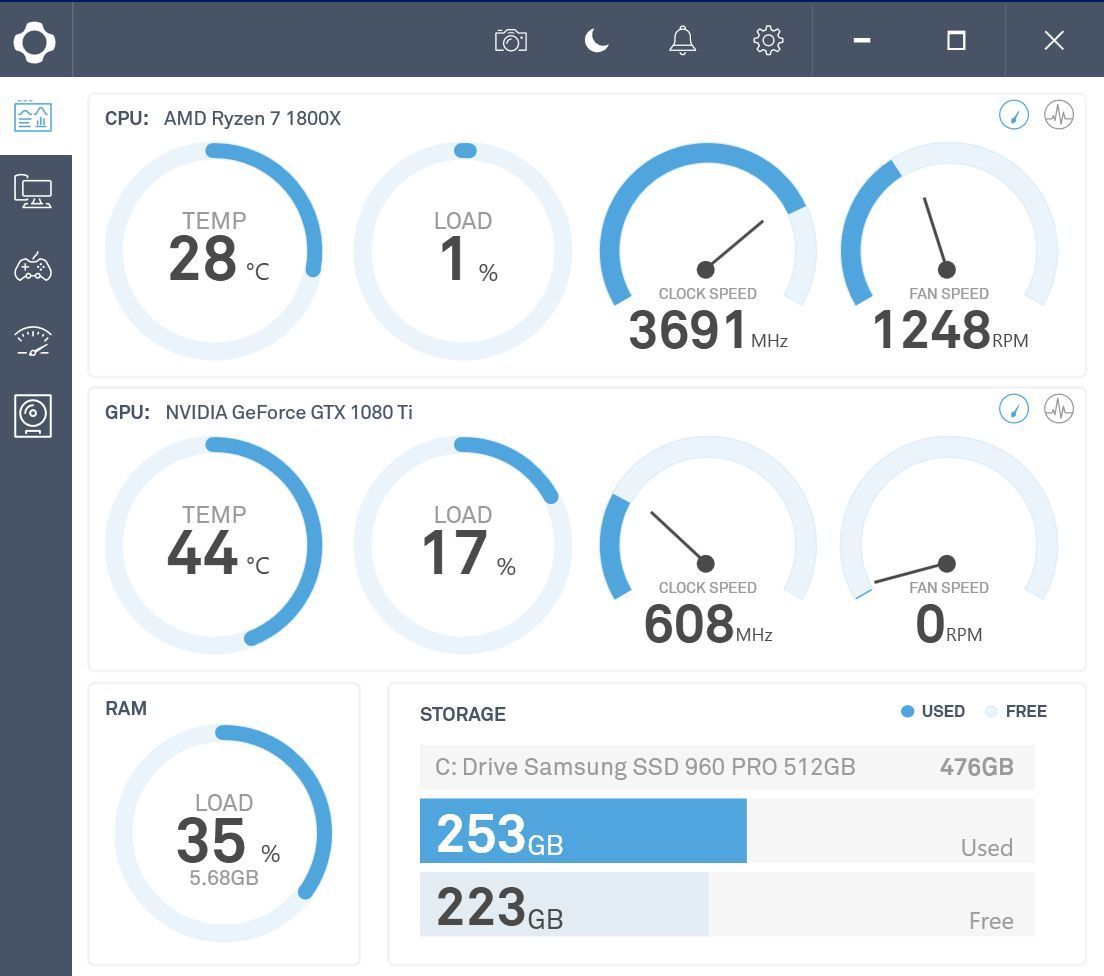 CPU: AMD Ryzen 7 1800X
TEMP
28 °C
LOAD
1 %
CLOCK SPEED
3691 MHz
FAN SPEED
1248 RPM
GPU: NVIDIA GeForce GTX 1080 Ti
TEMP
44 °C
LOAD
17 %
CLOCK SPEED
608 MHz
FAN SPEED
0 RPM
RAM
LOAD
35 %
5.68GB
STORAGE
USED FREE
C: Drive Samsung SSD 960 PRO 512GB 476GB
253GB Used
223GB Free